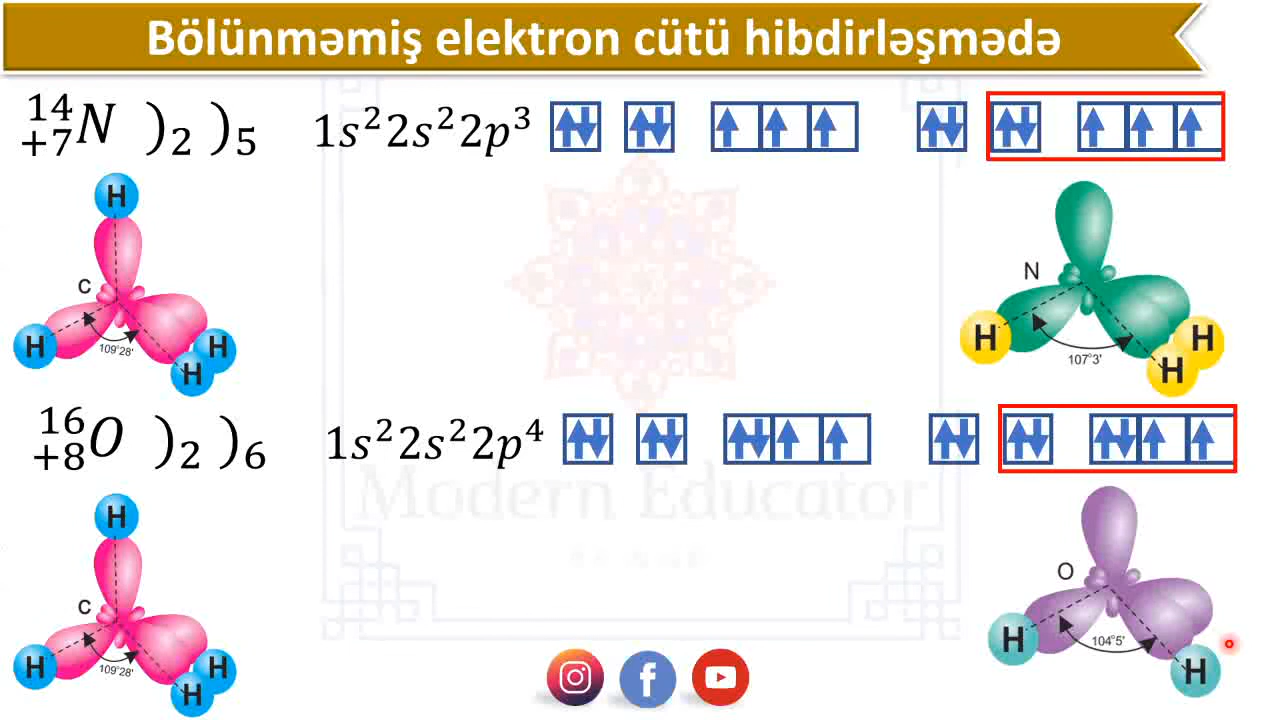 Bölünməmiş elektron cütü hibdirləşmədə
¹⁴₊₇N )₂ )₅ 1s²2s²2p³
H
C
H
H
H
109°28'
N
H
H
H
107°3'
¹⁶₊₈O )₂ )₆ 1s²2s²2p⁴
Modern Educator
H
C
H
H
H
109°28'
O
H
H
104°5'